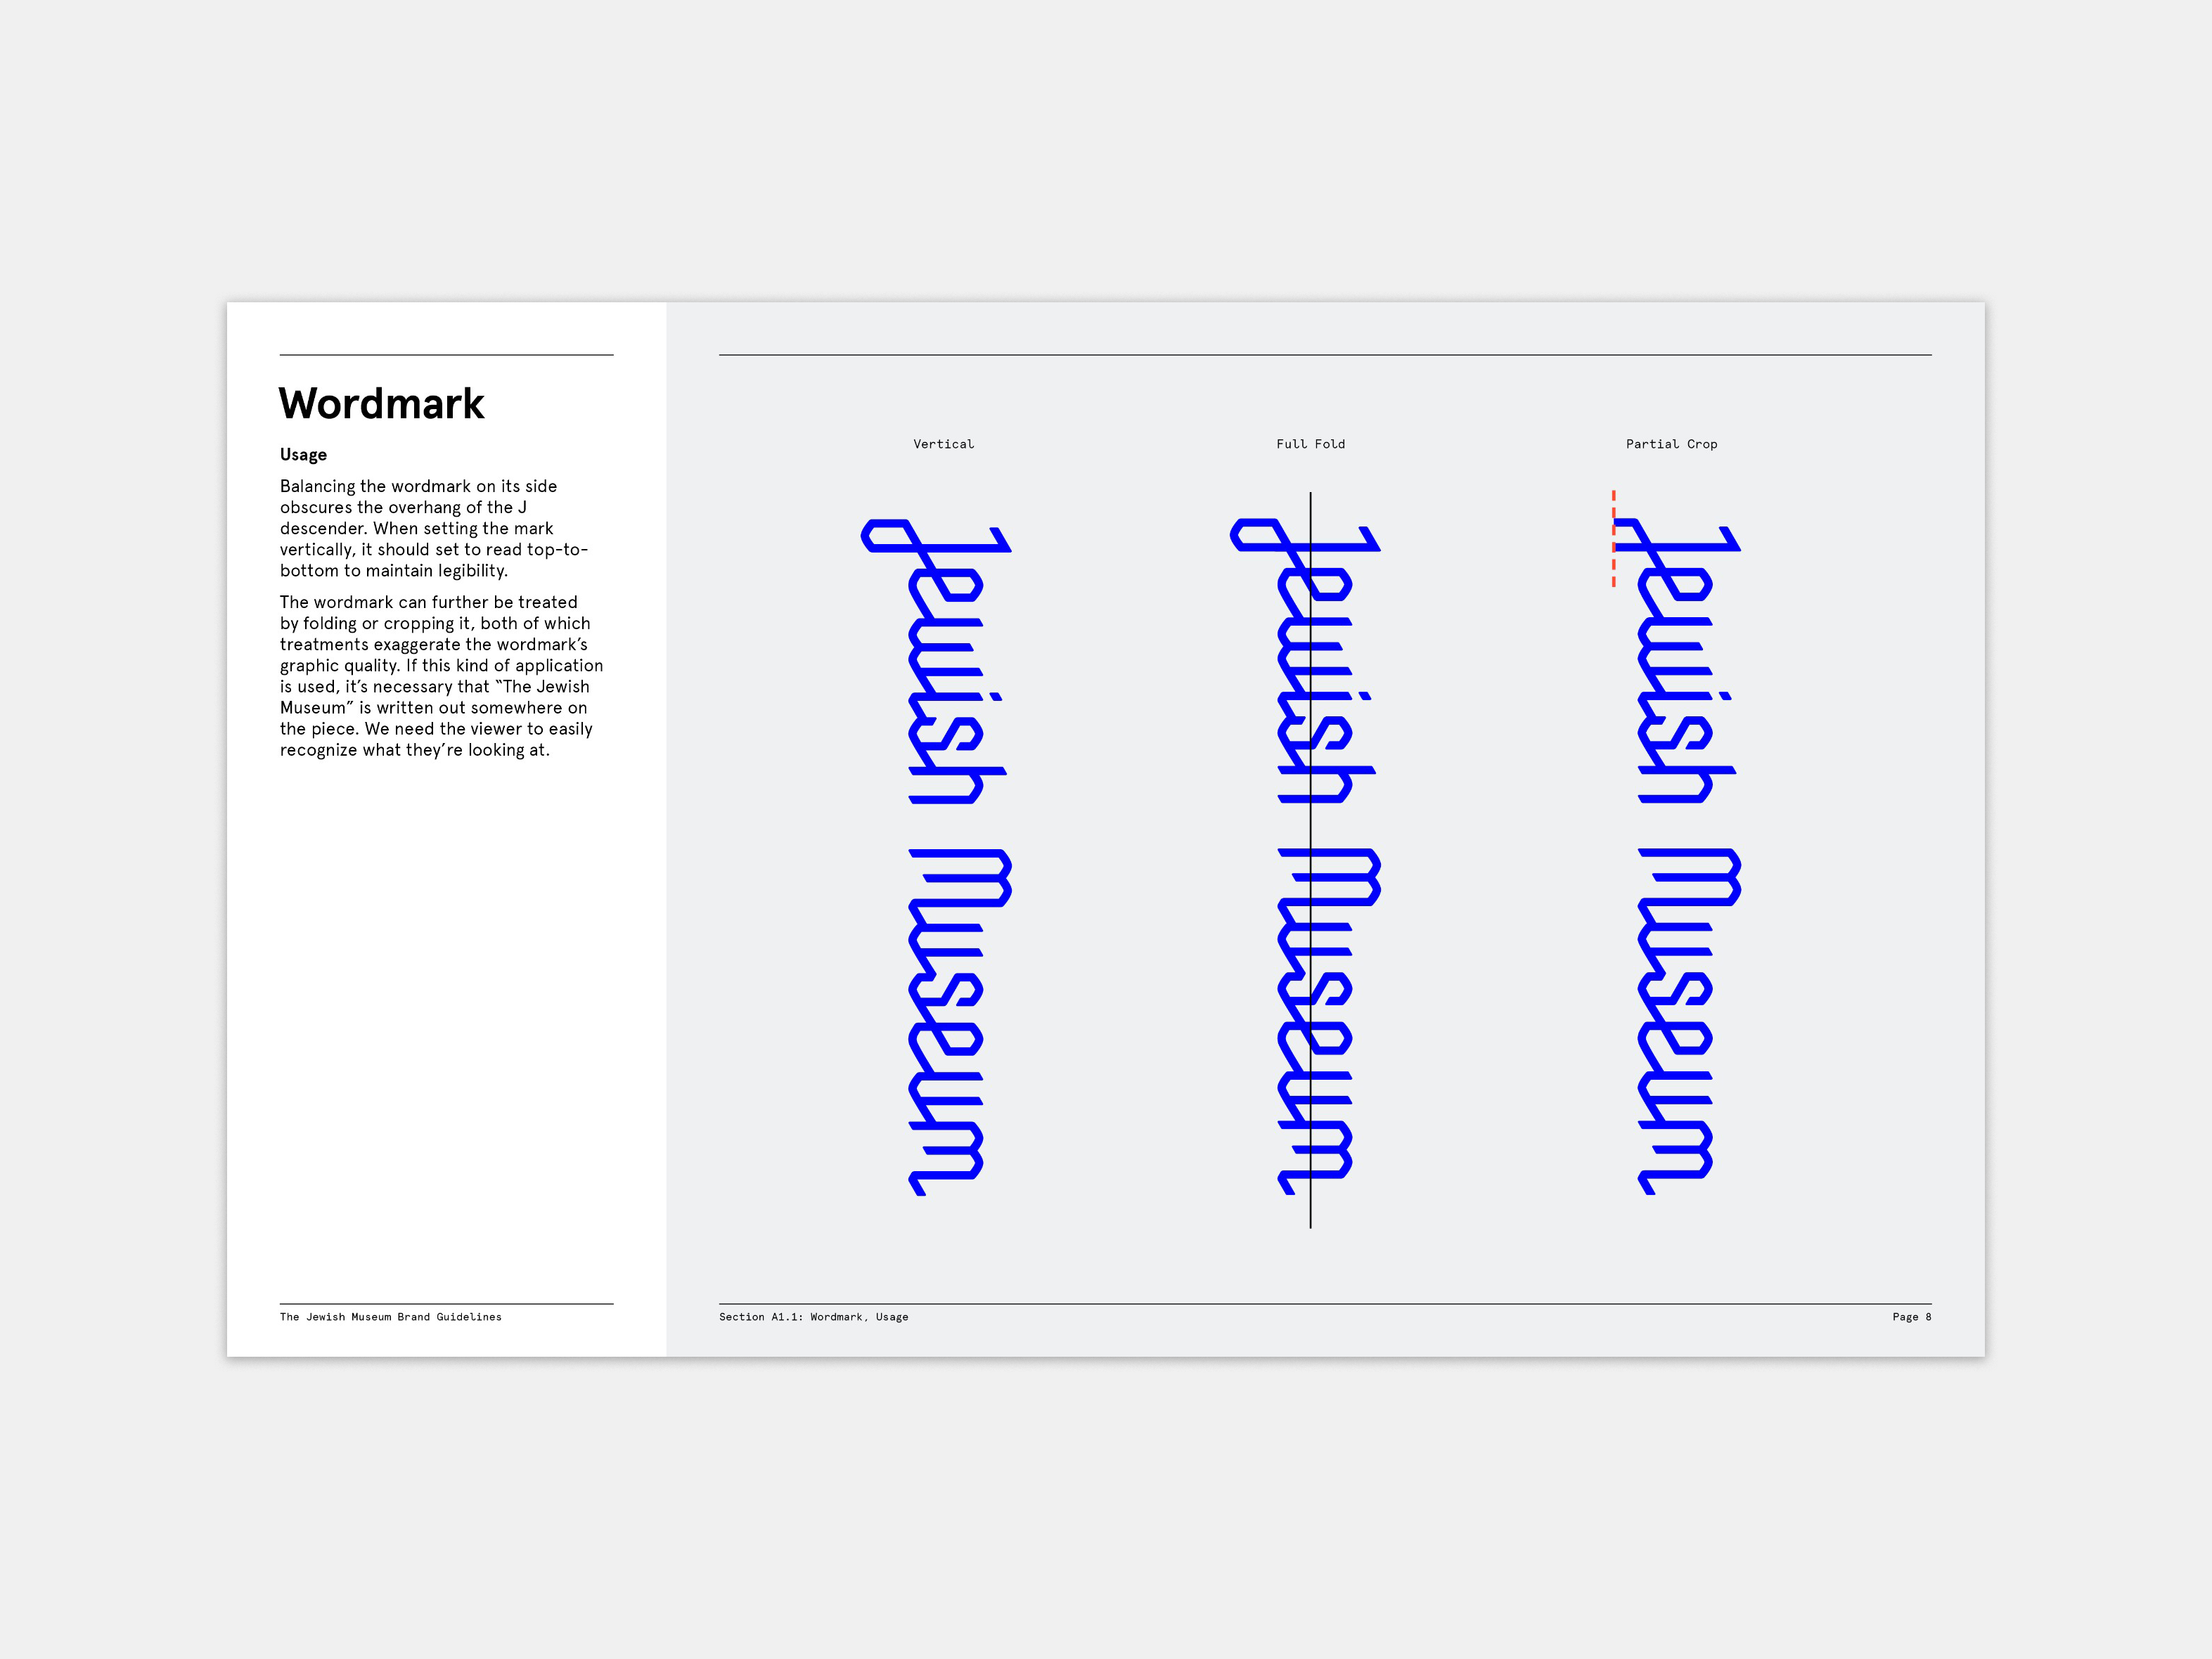 Wordmark
Usage
Balancing the wordmark on its side
obscures the overhang of the J
descender. When setting the mark
vertically, it should set to read top-to-
bottom to maintain legibility.
The wordmark can further be treated
by folding or cropping it, both of which
treatments exaggerate the wordmark’s
graphic quality. If this kind of application
is used, it’s necessary that “The Jewish
Museum” is written out somewhere on
the piece. We need the viewer to easily
recognize what they’re looking at.
The Jewish Museum Brand Guidelines
Vertical
Jewish Museum
Full Fold
Jewish Museum
Partial Crop
Jewish Museum
Section A1.1: Wordmark, Usage
Page 8